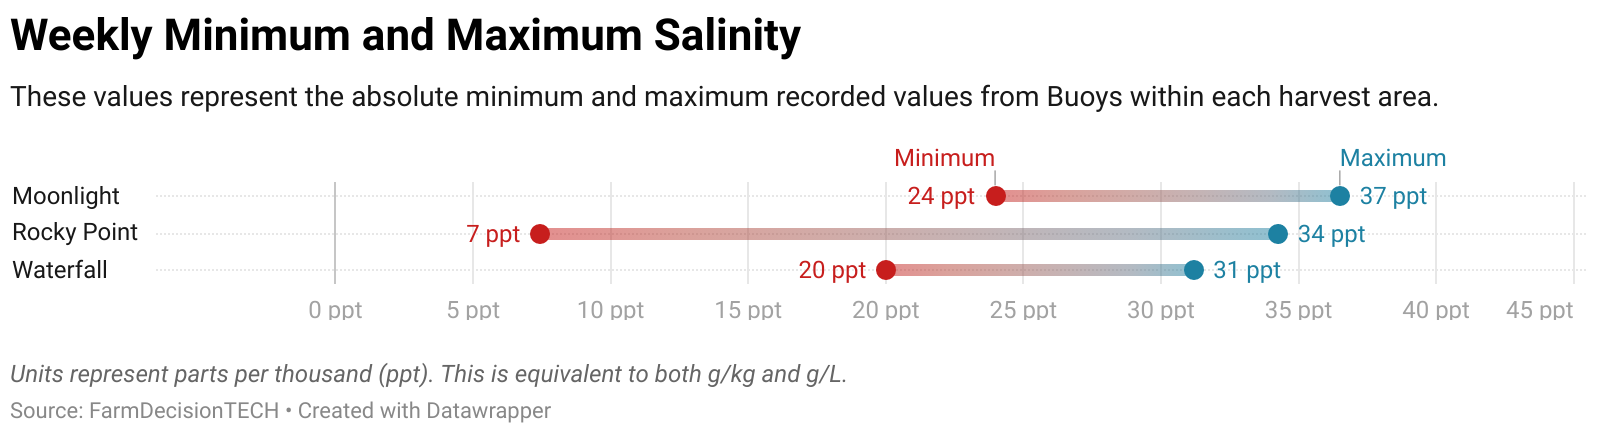 Weekly Minimum and Maximum Salinity
These values represent the absolute minimum and maximum recorded values from Buoys within each harvest area.
Minimum Maximum
Moonlight 24 ppt 37 ppt
Rocky Point 7 ppt 34 ppt
Waterfall 20 ppt 31 ppt
0 ppt 5 ppt 10 ppt 15 ppt 20 ppt 25 ppt 30 ppt 35 ppt 40 ppt 45 ppt
Units represent parts per thousand (ppt). This is equivalent to both g/kg and g/L.
Source: FarmDecisionTECH • Created with Datawrapper